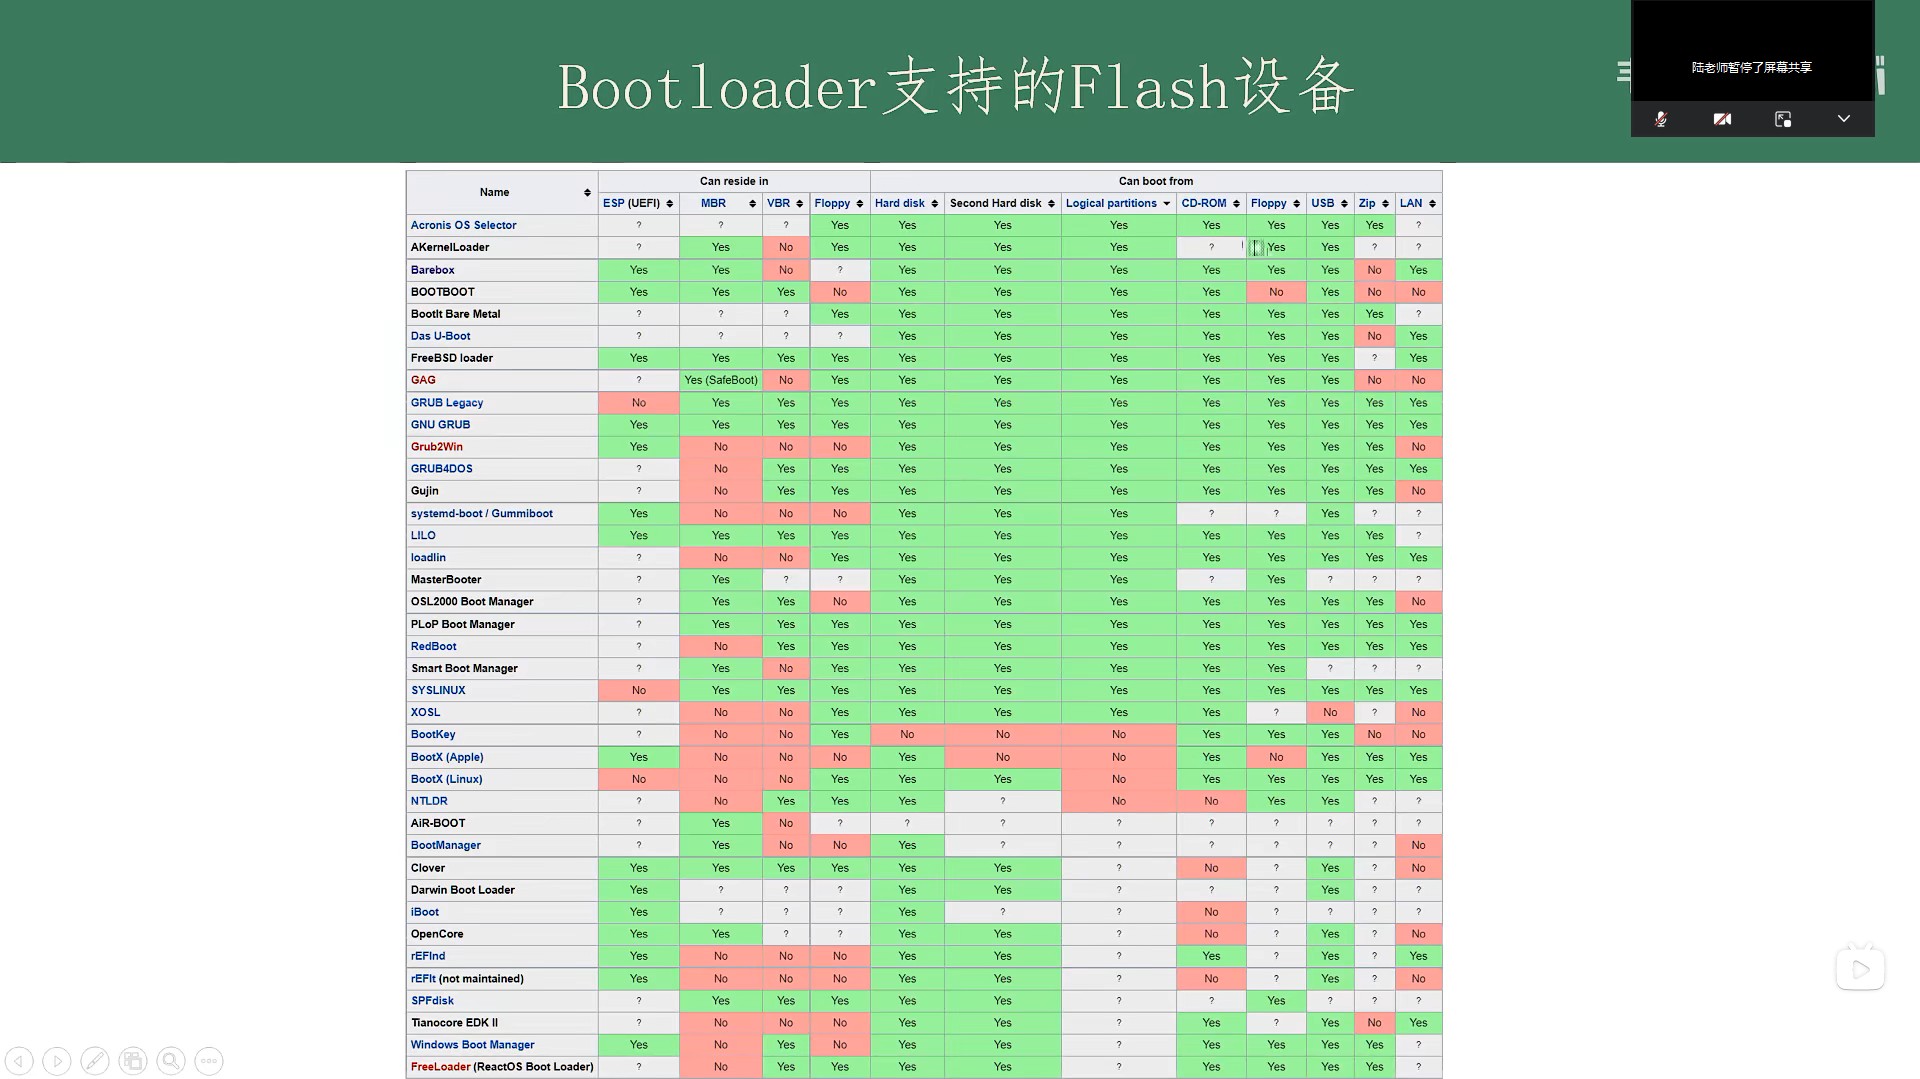 Bootloader支持的Flash设备
陆老师暂停了屏幕共享
Name Can reside in Can boot from
ESP (UEFI) MBR VBR Floppy Hard disk Second Hard disk Logical partitions CD-ROM Floppy USB Zip LAN
Acronis OS Selector ? ? ? Yes Yes Yes Yes Yes Yes Yes Yes ?
AKernelLoader ? Yes No Yes Yes Yes Yes ? Yes Yes ? ?
Barebox Yes Yes No ? Yes Yes Yes Yes Yes Yes No Yes
BOOTBOOT Yes Yes Yes No Yes Yes Yes Yes No Yes No No
BootIt Bare Metal ? ? ? Yes Yes Yes Yes Yes Yes Yes Yes ?
Das U-Boot ? ? ? ? Yes Yes Yes Yes Yes Yes No Yes
FreeBSD loader Yes Yes Yes Yes Yes Yes Yes Yes Yes Yes ? Yes
GAG ? Yes (SafeBoot) No Yes Yes Yes Yes Yes Yes Yes No No
GRUB Legacy No Yes Yes Yes Yes Yes Yes Yes Yes Yes Yes Yes
GNU GRUB Yes Yes Yes Yes Yes Yes Yes Yes Yes Yes Yes Yes
Grub2Win Yes No No No Yes Yes Yes Yes Yes Yes Yes No
GRUB4DOS ? No Yes Yes Yes Yes Yes Yes Yes Yes Yes Yes
Gujin ? No Yes Yes Yes Yes Yes Yes Yes Yes Yes No
systemd-boot / Gummiboot Yes No No No Yes Yes Yes ? ? Yes ? ?
LILO Yes Yes Yes Yes Yes Yes Yes Yes Yes Yes Yes ?
loadlin ? No No Yes Yes Yes Yes Yes Yes Yes Yes Yes
MasterBooter ? Yes ? ? Yes Yes Yes ? Yes ? ? ?
OSL2000 Boot Manager ? Yes Yes No Yes Yes Yes Yes Yes Yes Yes No
PLoP Boot Manager ? Yes Yes Yes Yes Yes Yes Yes Yes Yes Yes Yes
RedBoot ? No Yes Yes Yes Yes Yes Yes Yes Yes Yes Yes
Smart Boot Manager ? Yes No Yes Yes Yes Yes Yes Yes ? ? ?
SYSLINUX No Yes Yes Yes Yes Yes Yes Yes Yes Yes Yes Yes
XOSL ? No No Yes Yes Yes Yes Yes ? No ? No
BootKey ? No No Yes No No No Yes Yes Yes No No
BootX (Apple) Yes No No No Yes No No Yes No Yes Yes Yes
BootX (Linux) No No No Yes Yes Yes No Yes Yes Yes Yes Yes
NTLDR ? No Yes Yes Yes ? No No Yes Yes ? ?
AiR-BOOT ? Yes No ? ? ? ? ? ? ? ? ?
BootManager ? Yes No No Yes ? ? ? ? ? ? No
Clover Yes Yes Yes Yes Yes Yes ? No ? Yes ? No
Darwin Boot Loader Yes ? ? ? Yes Yes ? ? ? Yes ? ?
iBoot Yes ? ? ? Yes ? ? No ? ? ? ?
OpenCore Yes Yes ? ? Yes Yes ? No ? Yes ? No
rEFInd Yes No No No Yes Yes ? Yes ? Yes ? Yes
rEFIt (not maintained) Yes No No No Yes Yes ? No ? Yes ? No
SPFdisk ? Yes Yes Yes Yes Yes ? ? Yes ? ? ?
Tianocore EDK II ? No No No Yes Yes ? Yes ? Yes No Yes
Windows Boot Manager Yes No Yes No Yes Yes ? Yes Yes Yes Yes ?
FreeLoader (ReactOS Boot Loader) ? No Yes Yes Yes Yes ? Yes Yes Yes Yes ?